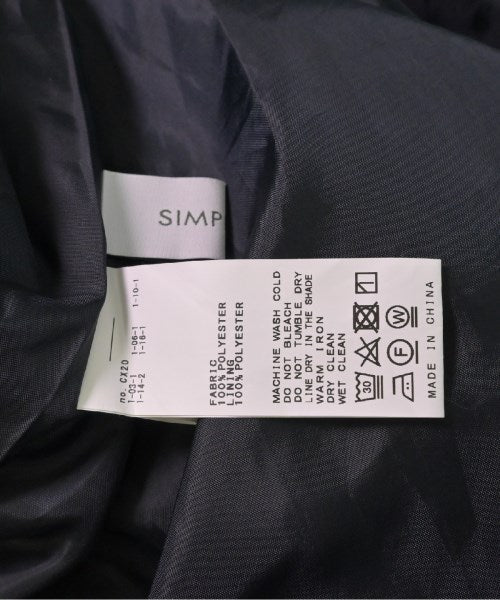 SIMP
no. CX20
1-03-1 1-06-1 1-10-1
1-14-2 1-16-1
FABRIC
100% POLYESTER
LINING
100% POLYESTER
MACHINE WASH COLD
DO NOT BLEACH
DO NOT TUMBLE DRY
LINE DRY IN THE SHADE
WARM IRON
DRY CLEAN
WET CLEAN
30
F
W
MADE IN CHINA